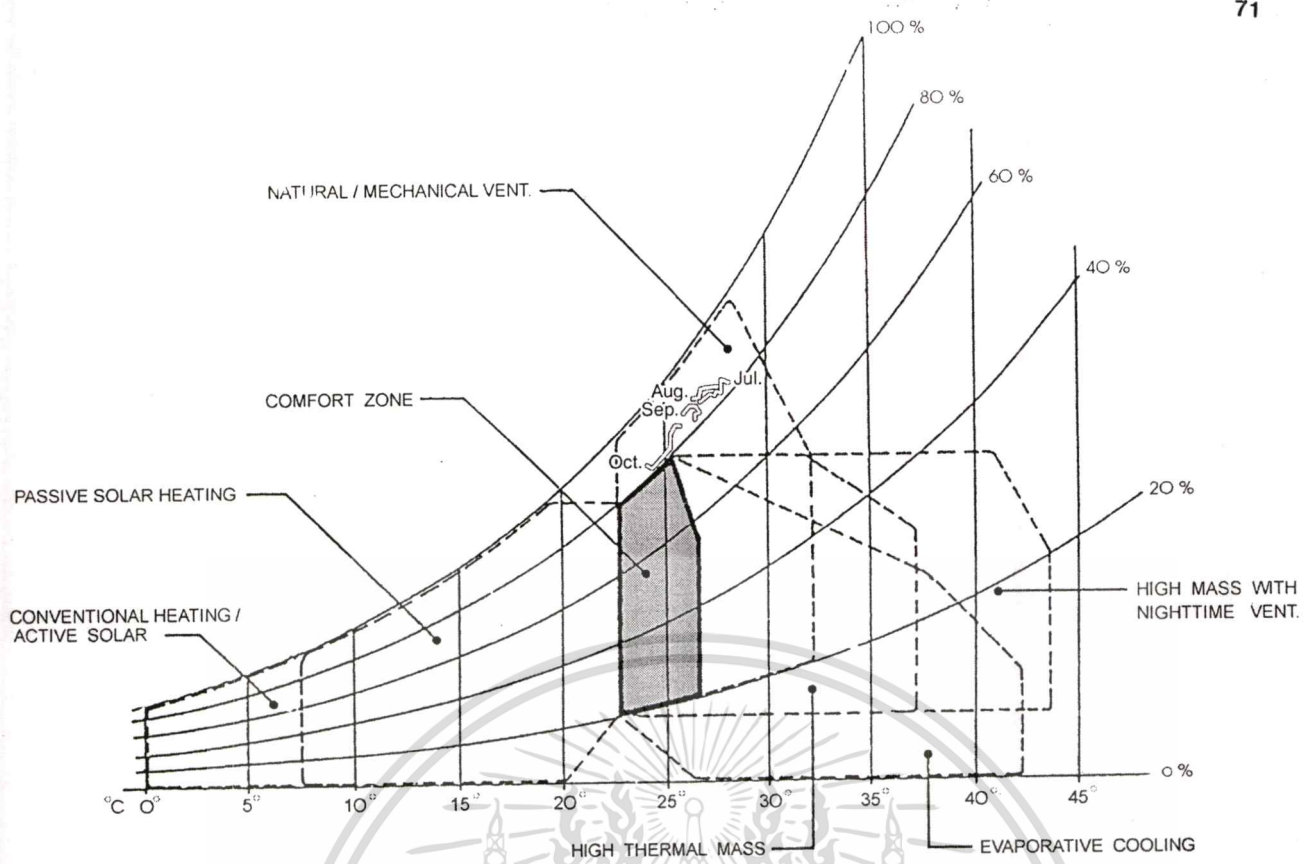 71
100 %
80 %
NATURAL / MECHANICAL VENT.
60 %
40 %
Jul.
Aug.
COMFORT ZONE
Sep.
Oct.
PASSIVE SOLAR HEATING
20 %
HIGH MASS WITH
NIGHTTIME VENT.
CONVENTIONAL HEATING /
ACTIVE SOLAR
0 %
°C 0° 5° 10° 15° 20° 25° 30° 35° 40° 45°
HIGH THERMAL MASS
EVAPORATIVE COOLING